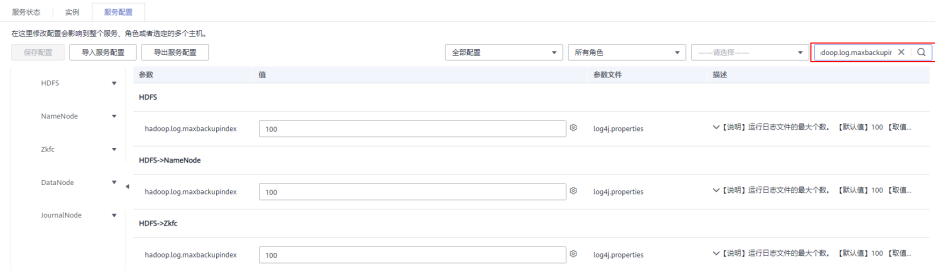 服务状态 实例 服务配置
在这里修改配置会影响到整个服务、角色或者选定的多个主机。
保存配置 导入服务配置 导出服务配置 全部配置 所有角色 ——请选择—— doop.log.maxbackupir
参数 值 参数文件 描述
HDFS
NameNode
Zkfc
DataNode
JournalNode
HDFS
hadoop.log.maxbackupindex 100 log4j.properties 【说明】运行日志文件的最大个数。 【默认值】100 【取值...
HDFS->NameNode
hadoop.log.maxbackupindex 100 log4j.properties 【说明】运行日志文件的最大个数。 【默认值】100 【取值...
HDFS->Zkfc
hadoop.log.maxbackupindex 100 log4j.properties 【说明】运行日志文件的最大个数。 【默认值】100 【取值...